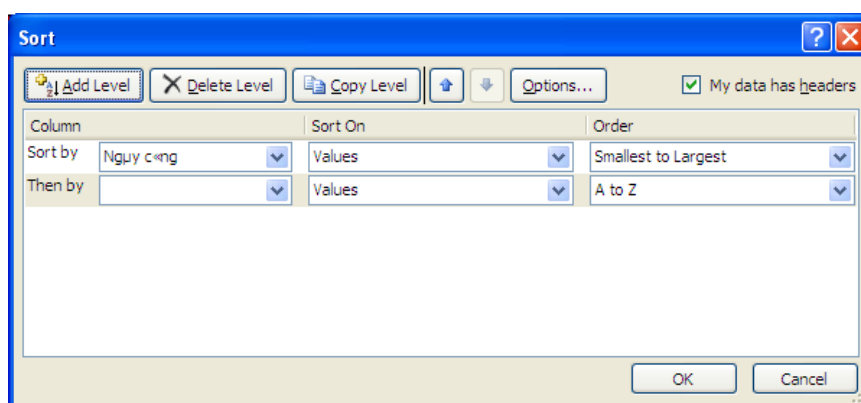 Sort
Add Level Delete Level Copy Level Options... My data has headers
Column Sort On Order
Sort by Ngµy c«ng Values Smallest to Largest
Then by Values A to Z
OK Cancel